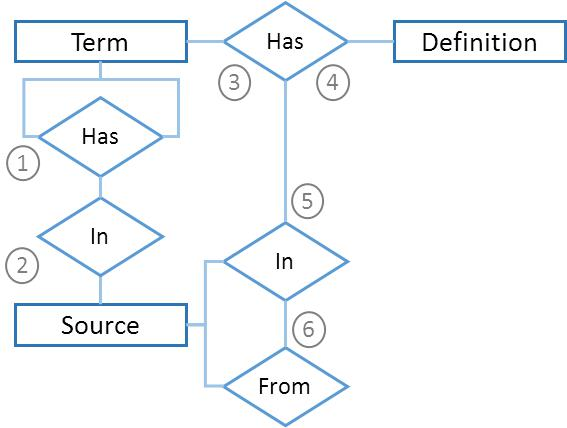 Term
Has
Definition
3
4
Has
1
5
In
2
In
Source
6
From